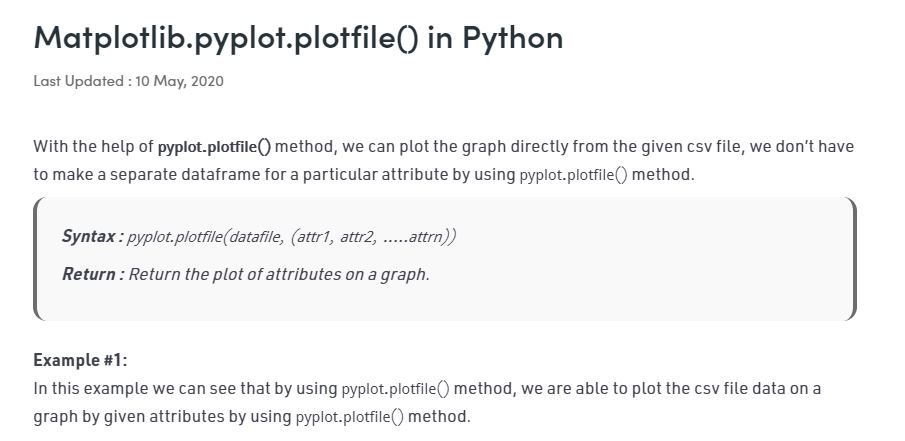 Matplotlib.pyplot.plotfile() in Python
Last Updated : 10 May, 2020
With the help of pyplot.plotfile() method, we can plot the graph directly from the given csv file, we don’t have
to make a separate dataframe for a particular attribute by using pyplot.plotfile() method.
Syntax : pyplot.plotfile(datafile, (attr1, attr2, .....attrn))
Return : Return the plot of attributes on a graph.
Example #1:
In this example we can see that by using pyplot.plotfile() method, we are able to plot the csv file data on a
graph by given attributes by using pyplot.plotfile() method.